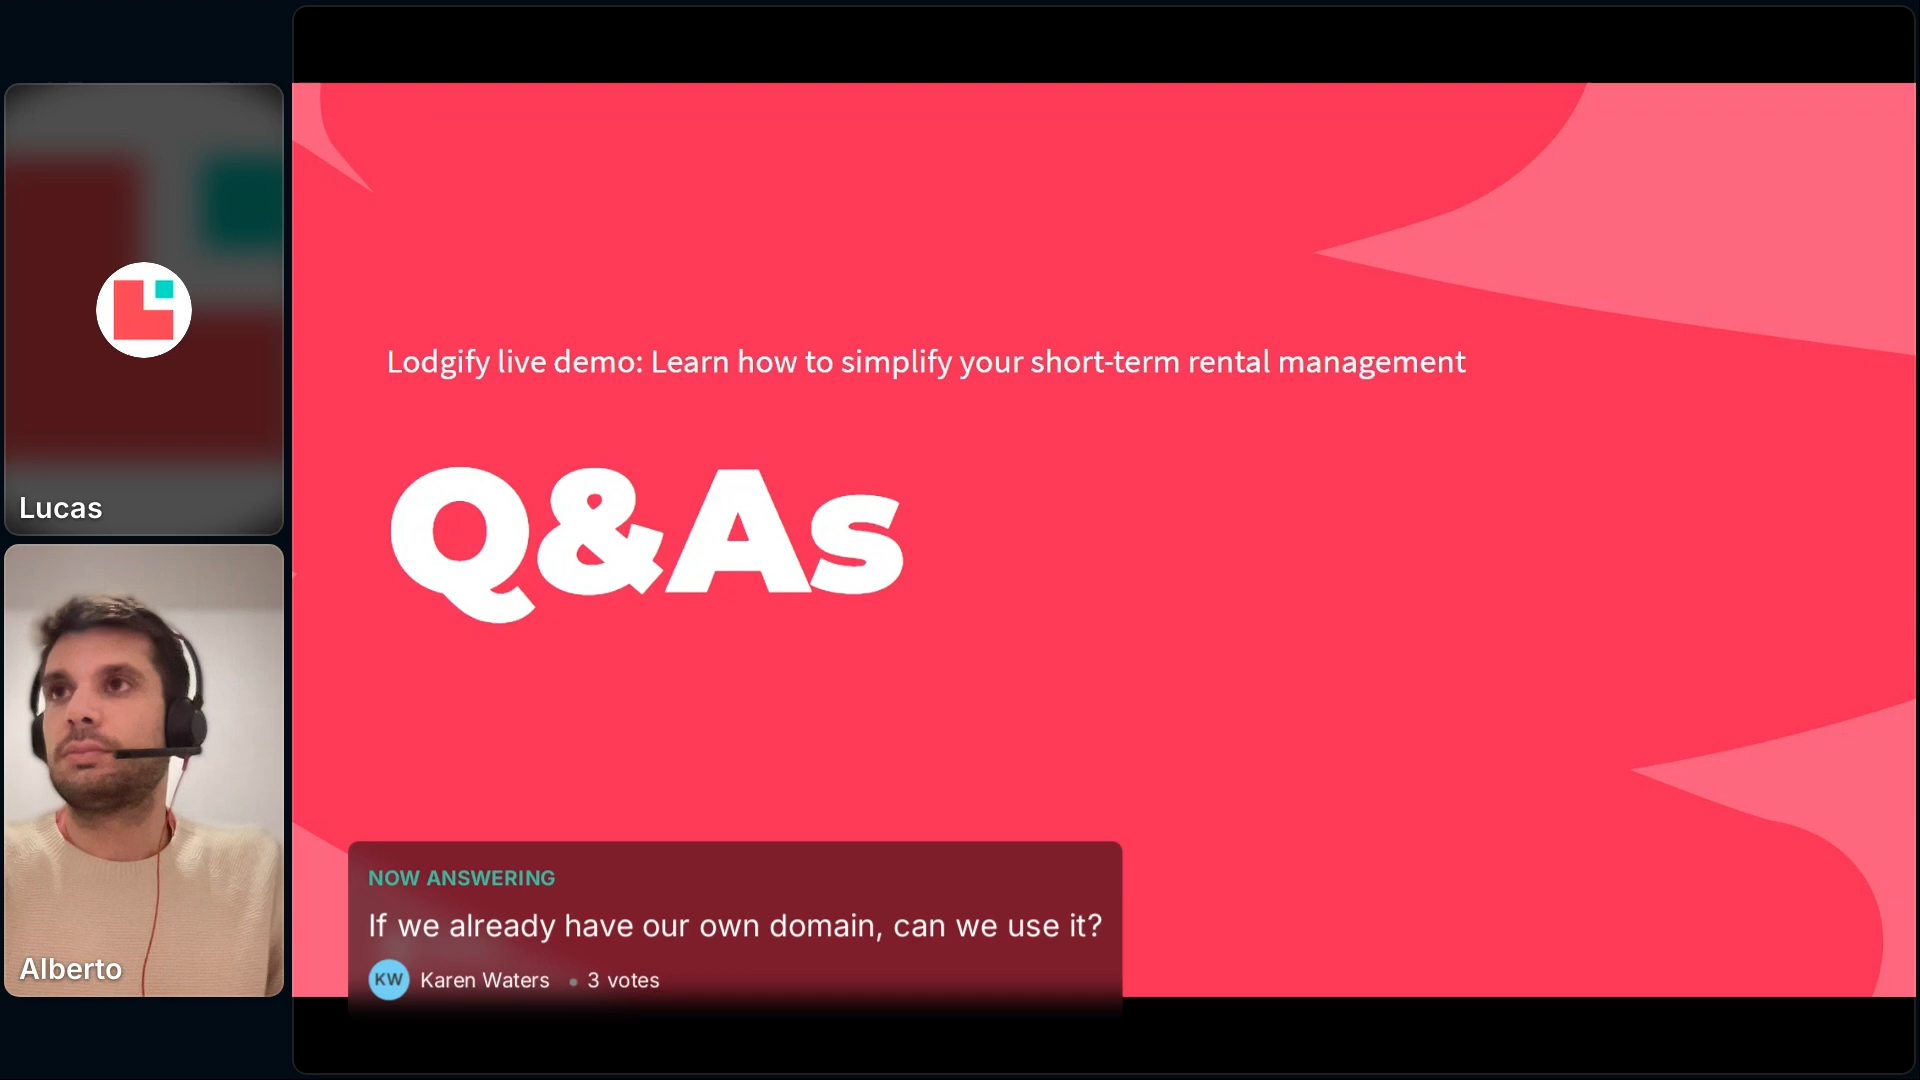 Lucas
Alberto
Lodgify live demo: Learn how to simplify your short-term rental management
Q&As
NOW ANSWERING
If we already have our own domain, can we use it?
KW Karen Waters • 3 votes